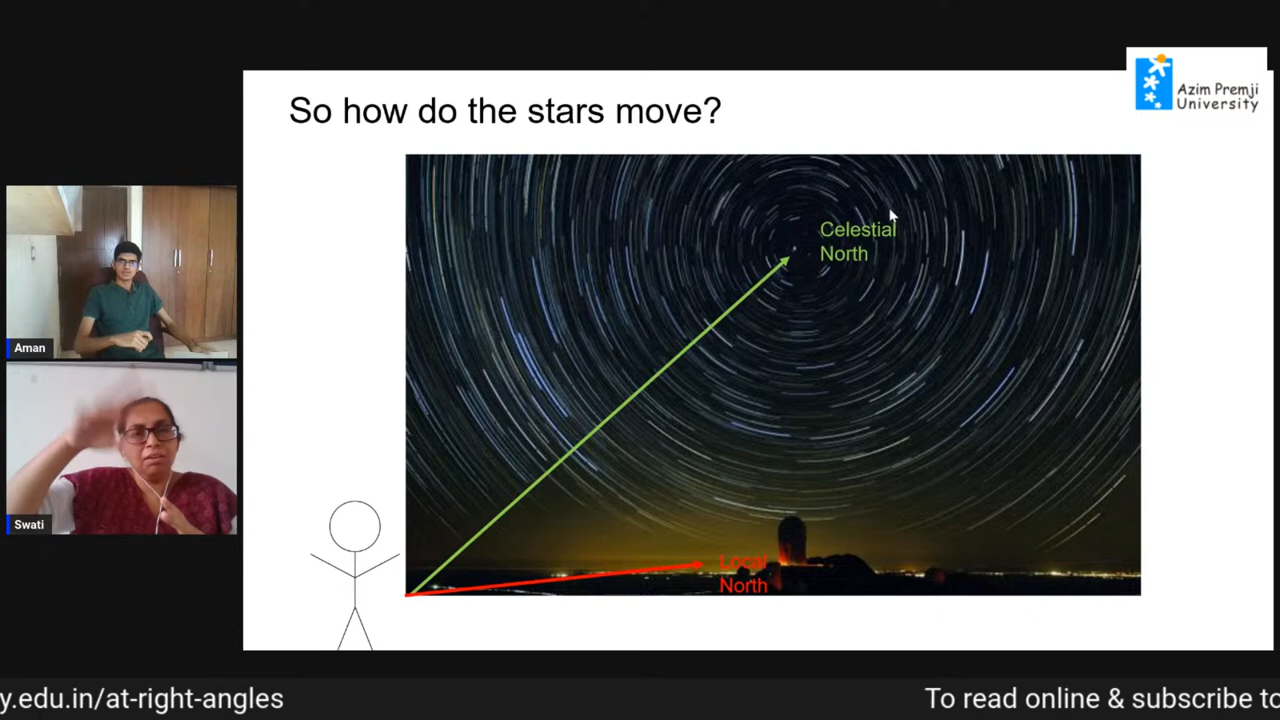 So how do the stars move?
Azim Premji
University
Celestial
North
Local
North
Aman
Swati
y.edu.in/at-right-angles
To read online & subscribe to